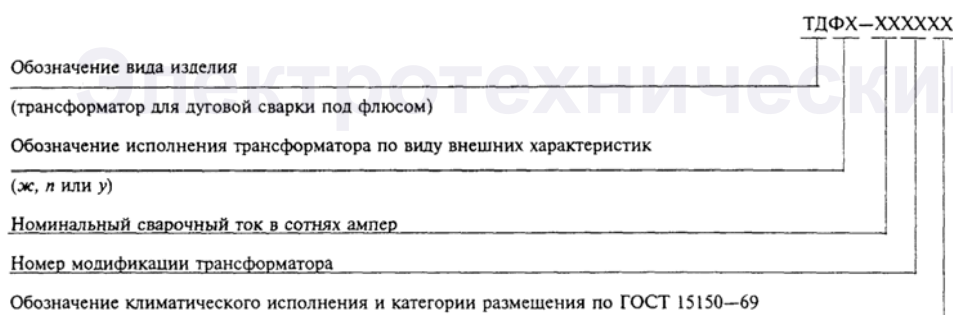 ТДФХ—ХХХХХХ
Электротехнически
Обозначение вида изделия
(трансформатор для дуговой сварки под флюсом)
Обозначение исполнения трансформатора по виду внешних характеристик
(ж, п или у)
Номинальный сварочный ток в сотнях ампер
Номер модификации трансформатора
Обозначение климатического исполнения и категории размещения по ГОСТ 15150—69